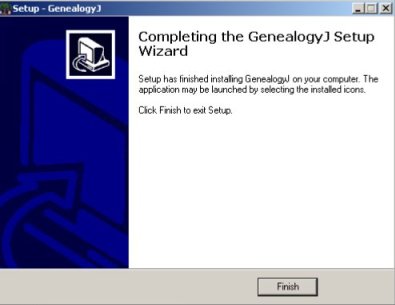 Setup - GenealogyJ
Completing the GenealogyJ Setup
Wizard
Setup has finished installing GenealogyJ on your computer. The
application may be launched by selecting the installed icons.
Click Finish to exit Setup.
Finish